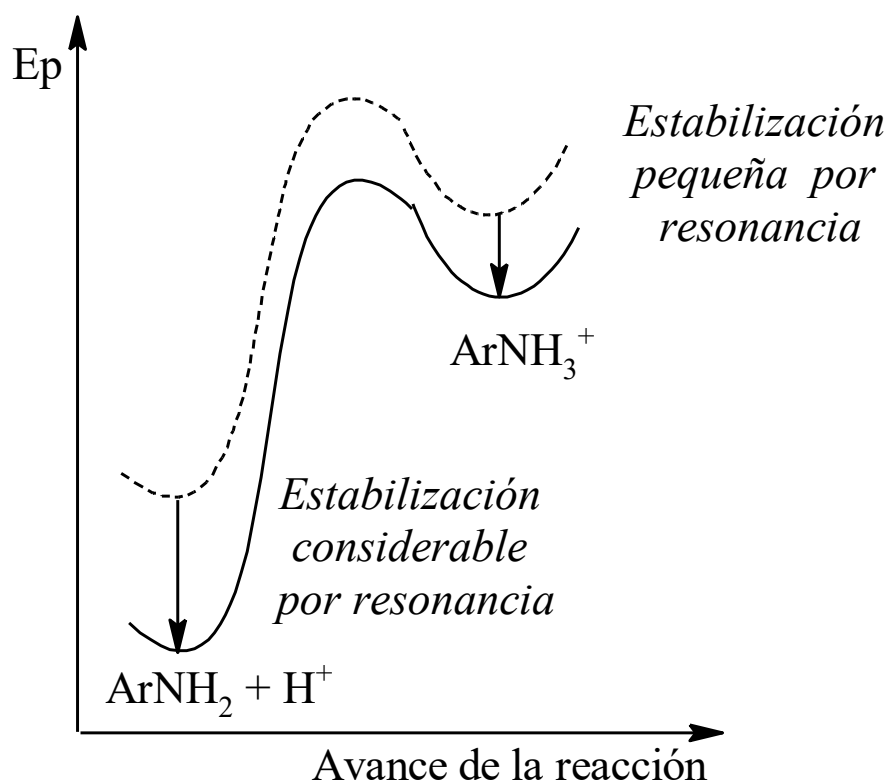 Ep
Estabilización
pequeña por
resonancia
ArNH₃⁺
Estabilización
considerable
por resonancia
ArNH₂ + H⁺
Avance de la reacción